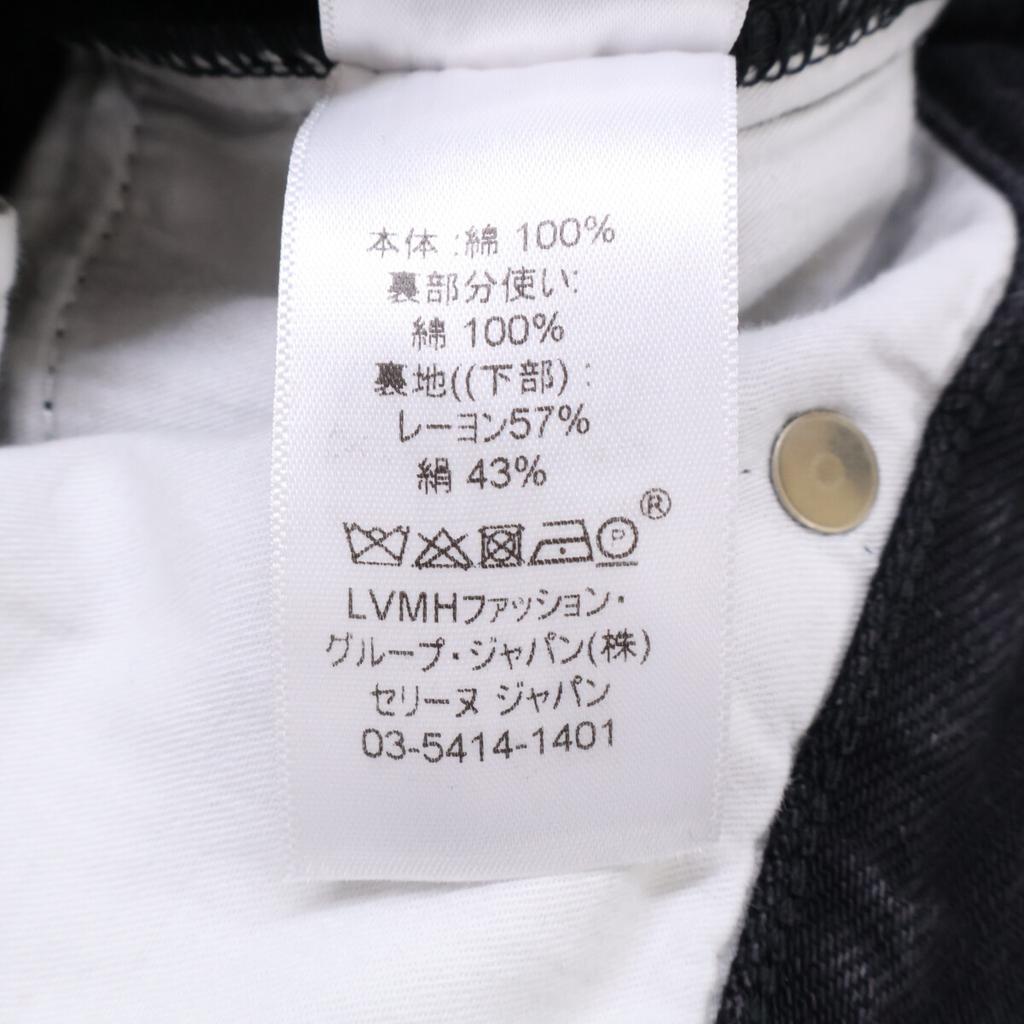 本体 :綿 100%
裏部分使い:
綿 100%
裏地((下部) :
レーヨン57%
絹 43%
P ®
LVMHファッション・
グループ・ジャパン(株)
セリーヌ ジャパン
03-5414-1401